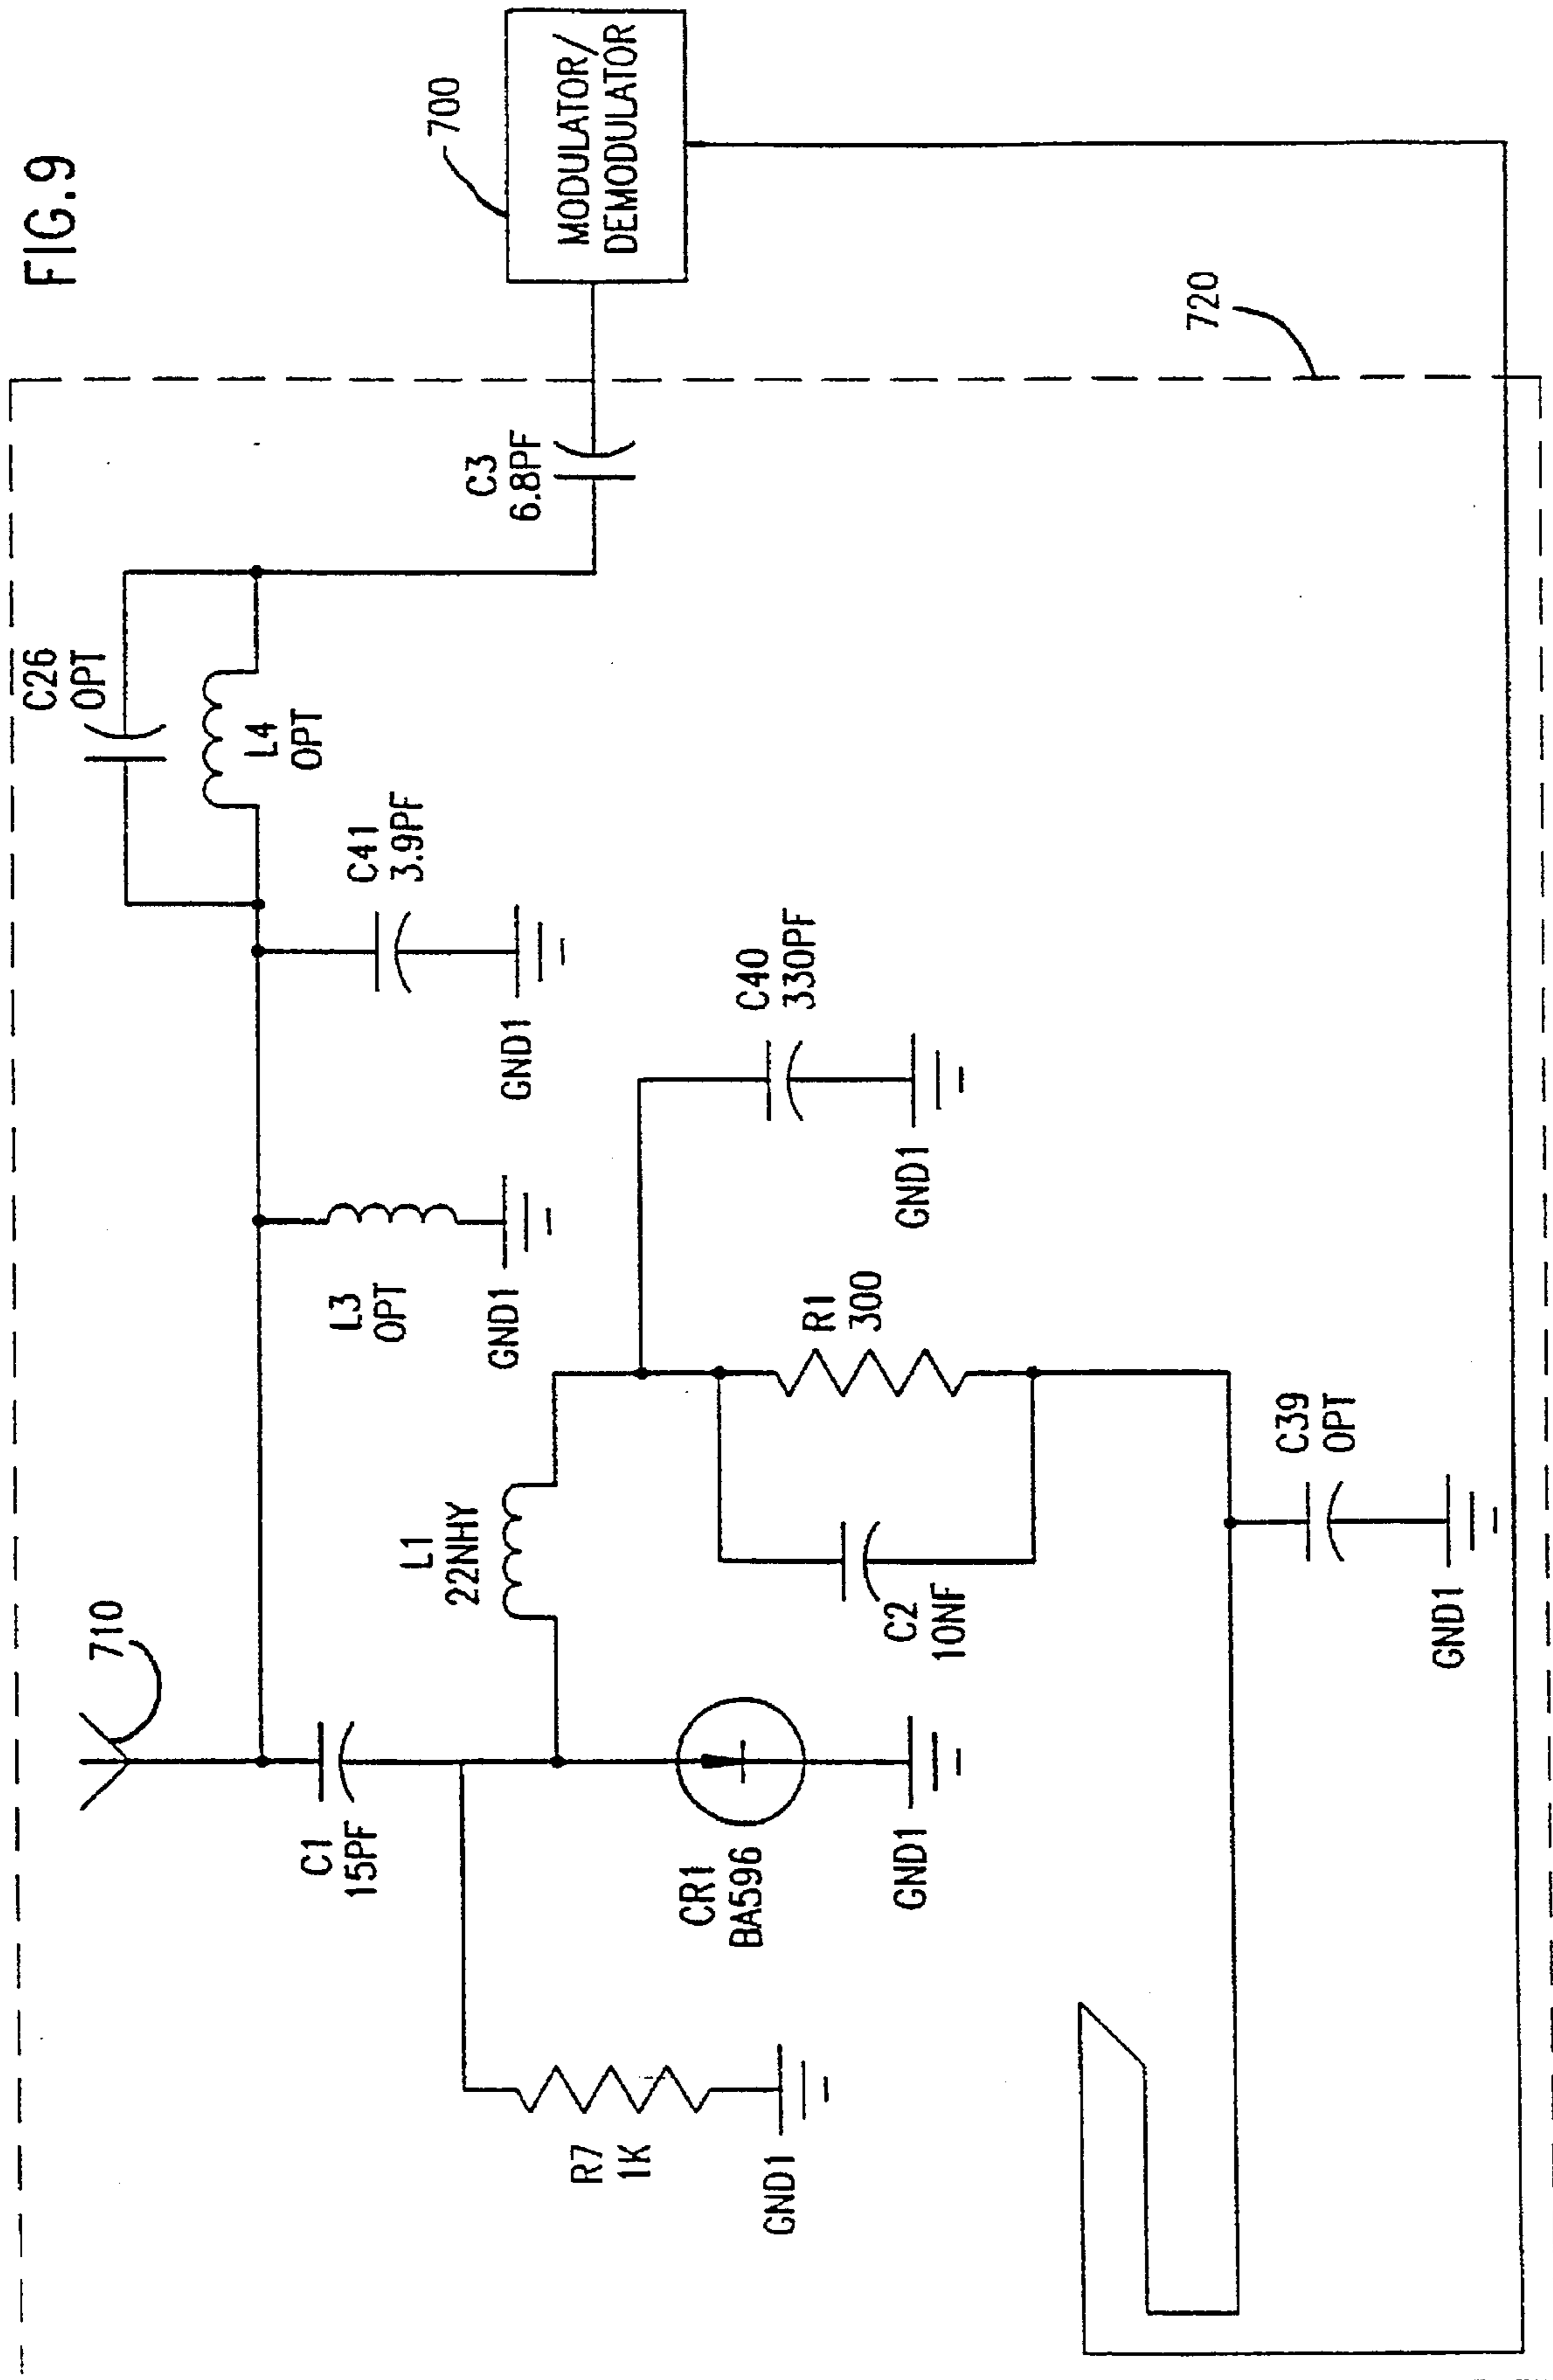 FIG.9
700
MODULATOR/
DEMODULATOR
720
C3
6.8PF
C26
OPT
L4
OPT
C41
3.9PF
GND1
L3
OPT
GND1
C40
330PF
GND1
710
C1
15PF
L1
22NHY
R1
300
C2
10NF
CR1
BA596
GND1
R7
1K
GND1
C39
OPT
GND1